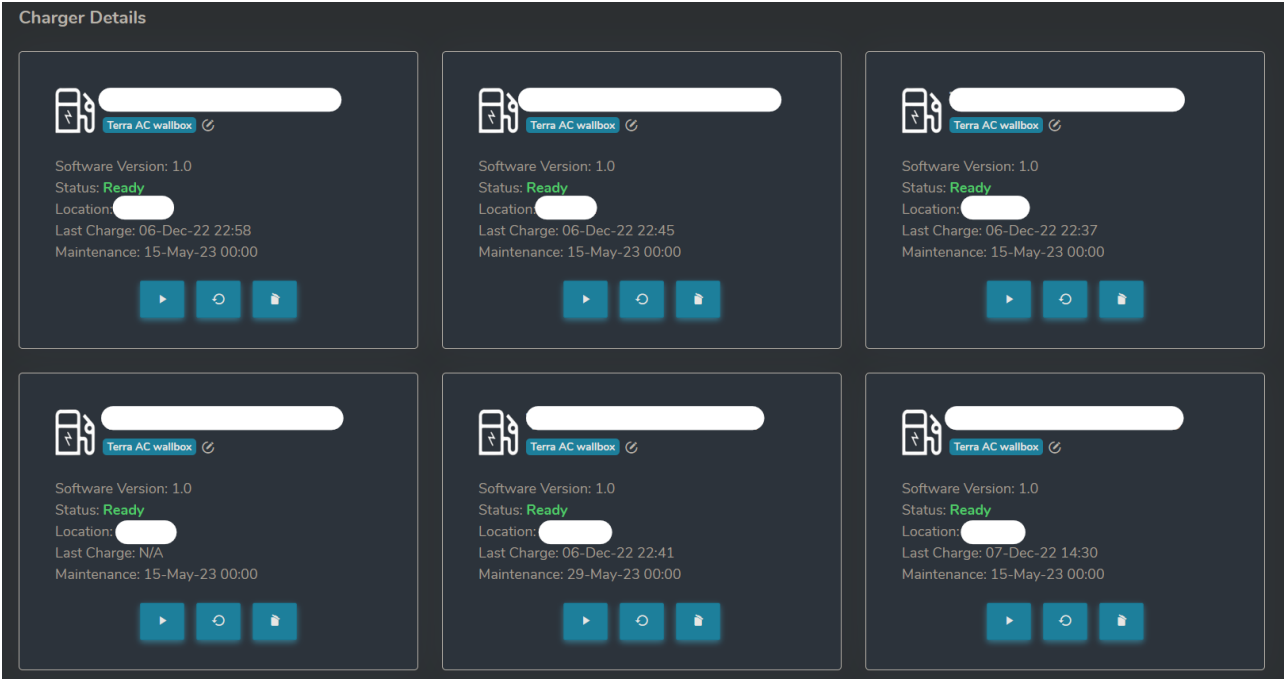 Charger Details
Terra AC wallbox
Software Version: 1.0
Status: Ready
Location:
Last Charge: 06-Dec-22 22:58
Maintenance: 15-May-23 00:00
Terra AC wallbox
Software Version: 1.0
Status: Ready
Location:
Last Charge: 06-Dec-22 22:45
Maintenance: 15-May-23 00:00
Terra AC wallbox
Software Version: 1.0
Status: Ready
Location:
Last Charge: 06-Dec-22 22:37
Maintenance: 15-May-23 00:00
Terra AC wallbox
Software Version: 1.0
Status: Ready
Location:
Last Charge: N/A
Maintenance: 15-May-23 00:00
Terra AC wallbox
Software Version: 1.0
Status: Ready
Location:
Last Charge: 06-Dec-22 22:41
Maintenance: 29-May-23 00:00
Terra AC wallbox
Software Version: 1.0
Status: Ready
Location:
Last Charge: 07-Dec-22 14:30
Maintenance: 15-May-23 00:00